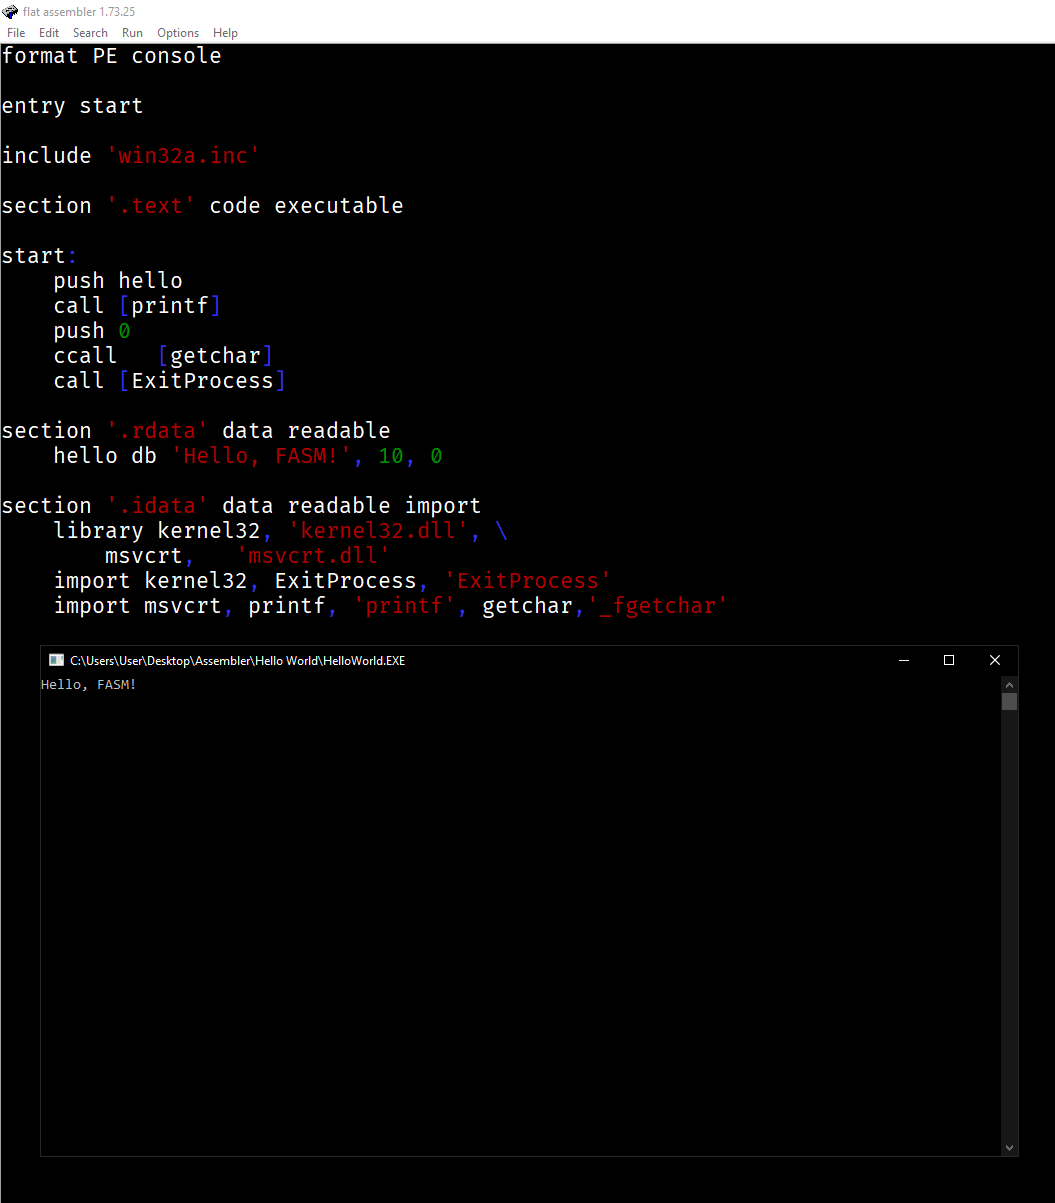 flat assembler 1.73.25
File Edit Search Run Options Help
format PE console
entry start
include 'win32a.inc'
section '.text' code executable
start:
push hello
call [printf]
push 0
ccall [getchar]
call [ExitProcess]
section '.rdata' data readable
hello db 'Hello, FASM!', 10, 0
section '.idata' data readable import
library kernel32, 'kernel32.dll', \
msvcrt, 'msvcrt.dll'
import kernel32, ExitProcess, 'ExitProcess'
import msvcrt, printf, 'printf', getchar,'_fgetchar'
C:\Users\User\Desktop\Assembler\Hello World\HelloWorld.EXE
Hello, FASM!